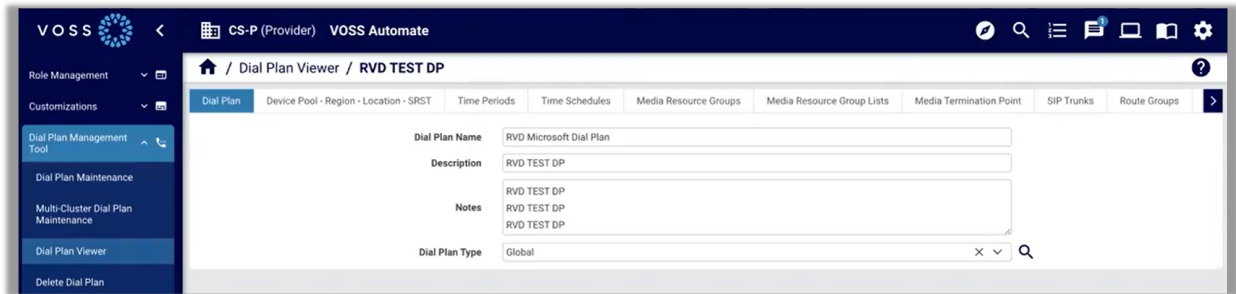 VOSS
CS-P (Provider) VOSS Automate
1
Role Management
/ Dial Plan Viewer / RVD TEST DP
?
Customizations
Dial Plan Device Pool - Region - Location - SRST Time Periods Time Schedules Media Resource Groups Media Resource Group Lists Media Termination Point SIP Trunks Route Groups
Dial Plan Management
Tool
Dial Plan Maintenance
Multi-Cluster Dial Plan
Maintenance
Dial Plan Viewer
Delete Dial Plan
Dial Plan Name RVD Microsoft Dial Plan
Description RVD TEST DP
Notes
RVD TEST DP
RVD TEST DP
RVD TEST DP
Dial Plan Type Global